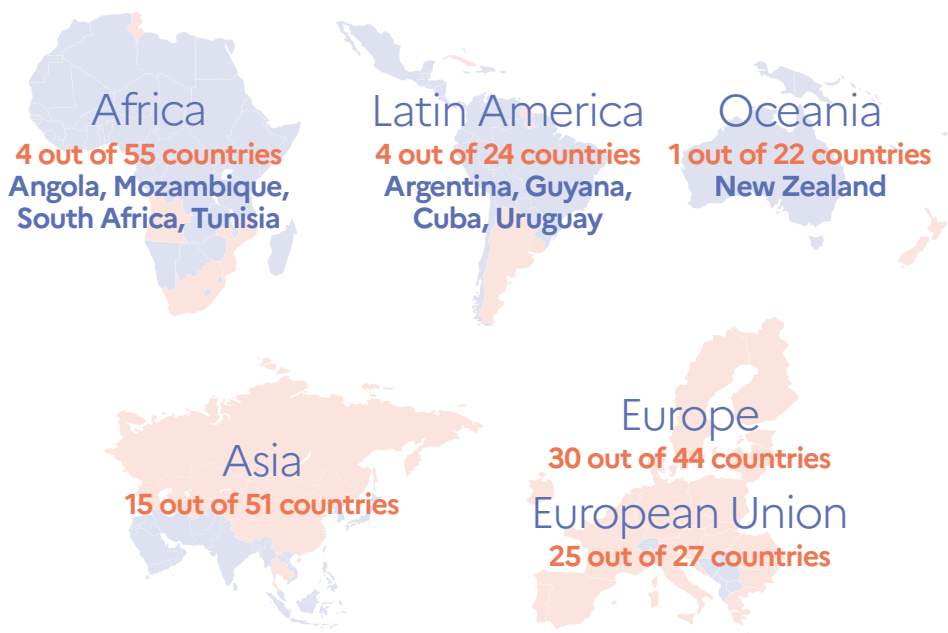 Africa
4 out of 55 countries
Angola, Mozambique,
South Africa, Tunisia
Latin America
4 out of 24 countries
Argentina, Guyana,
Cuba, Uruguay
Oceania
1 out of 22 countries
New Zealand
Asia
15 out of 51 countries
Europe
30 out of 44 countries
European Union
25 out of 27 countries